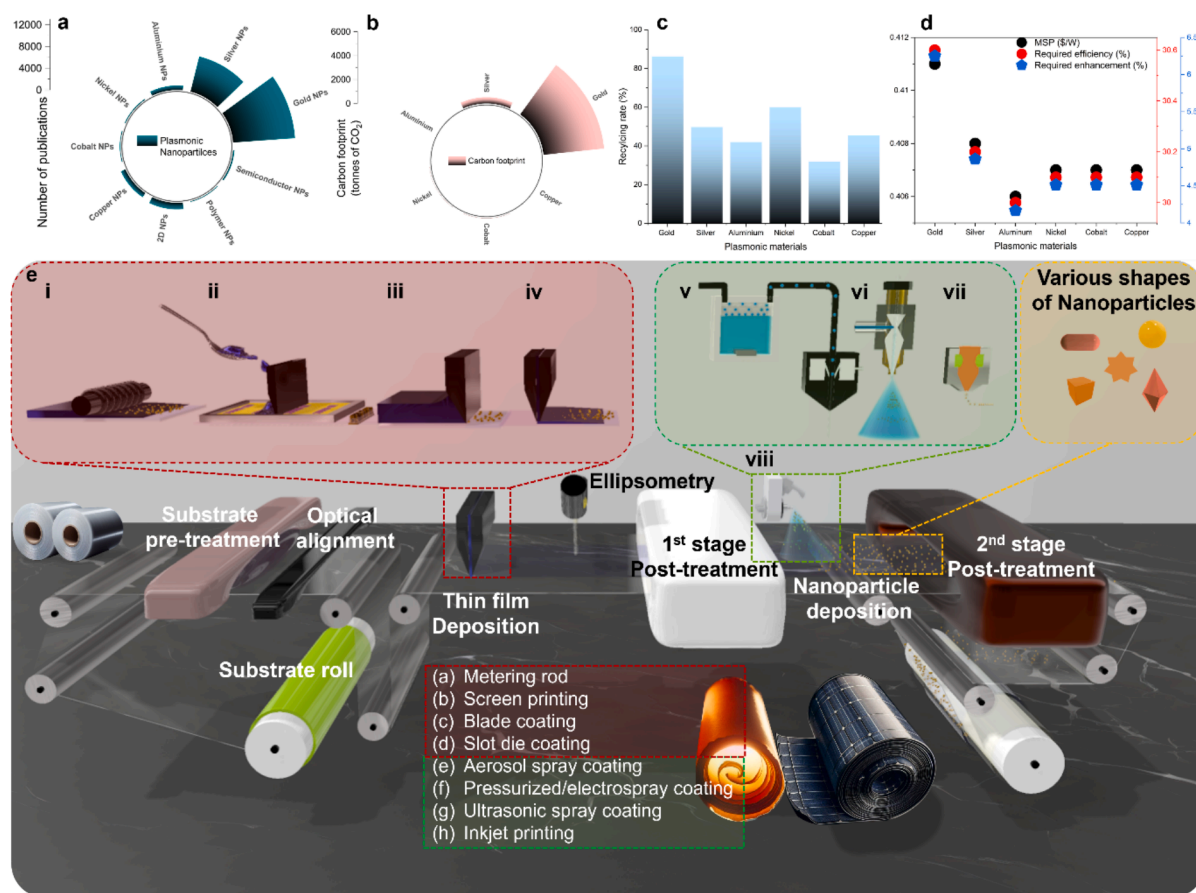 a
12000
8000
4000
0
Number of publications
Aluminium NPs
Silver NPs
Gold NPs
Nickel NPs
Cobalt NPs
Copper NPs
2D NPs
Polymer NPs
Semiconductor NPs
Plasmonic
Nanopartilces
b
6000
4000
2000
0
Carbon footprint
(tonnes of CO2)
Silver
Gold
Aluminium
Nickel
Cobalt
Copper
Carbon footprint
c
100
80
60
40
20
0
Recylcing rate (%)
Gold
Silver
Aluminium
Nickel
Cobalt
Copper
Plasmonic materials
d
0.412
0.41
0.408
0.406
MSP ($/W)
Required efficiency (%)
Required enhancement (%)
30.6
30.4
30.2
30
6.5
6
5.5
5
4.5
4
Gold
Silver
Aluminum
Nickel
Cobalt
Copper
Plasmonic materials
e
i
ii
iii
iv
v
vi
vii
Various shapes
of Nanoparticles
viii
Ellipsometry
Substrate
pre-treatment
Optical
alignment
1st stage
Post-treatment
2nd stage
Post-treatment
Thin film
Deposition
Nanoparticle
deposition
Substrate roll
(a) Metering rod
(b) Screen printing
(c) Blade coating
(d) Slot die coating
(e) Aerosol spray coating
(f) Pressurized/electrospray coating
(g) Ultrasonic spray coating
(h) Inkjet printing